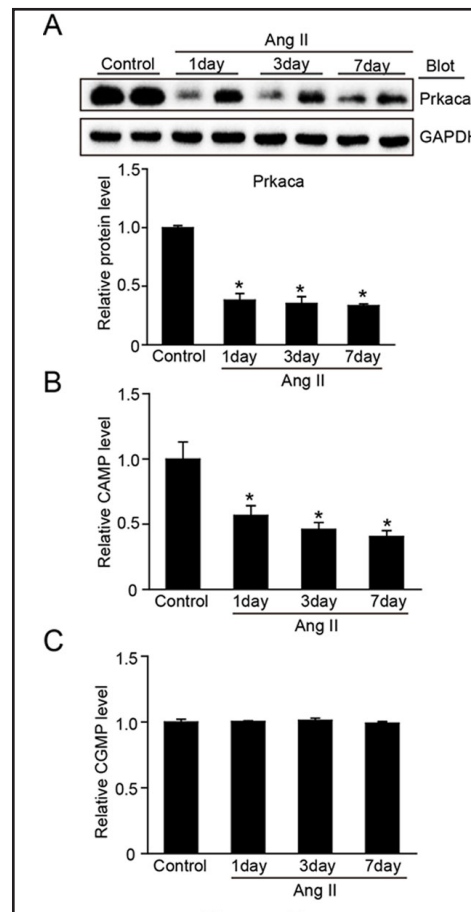 A
Ang II
Control 1day 3day 7day Blot
Prkaca
GAPDH
Prkaca
Relative protein level
1.5
1.0
0.5
0
* * *
Control 1day 3day 7day
Ang II
B
Relative CAMP level
1.5
1.0
0.5
0
* * *
Control 1day 3day 7day
Ang II
C
Relative CGMP level
1.5
1.0
0.5
0
Control 1day 3day 7day
Ang II